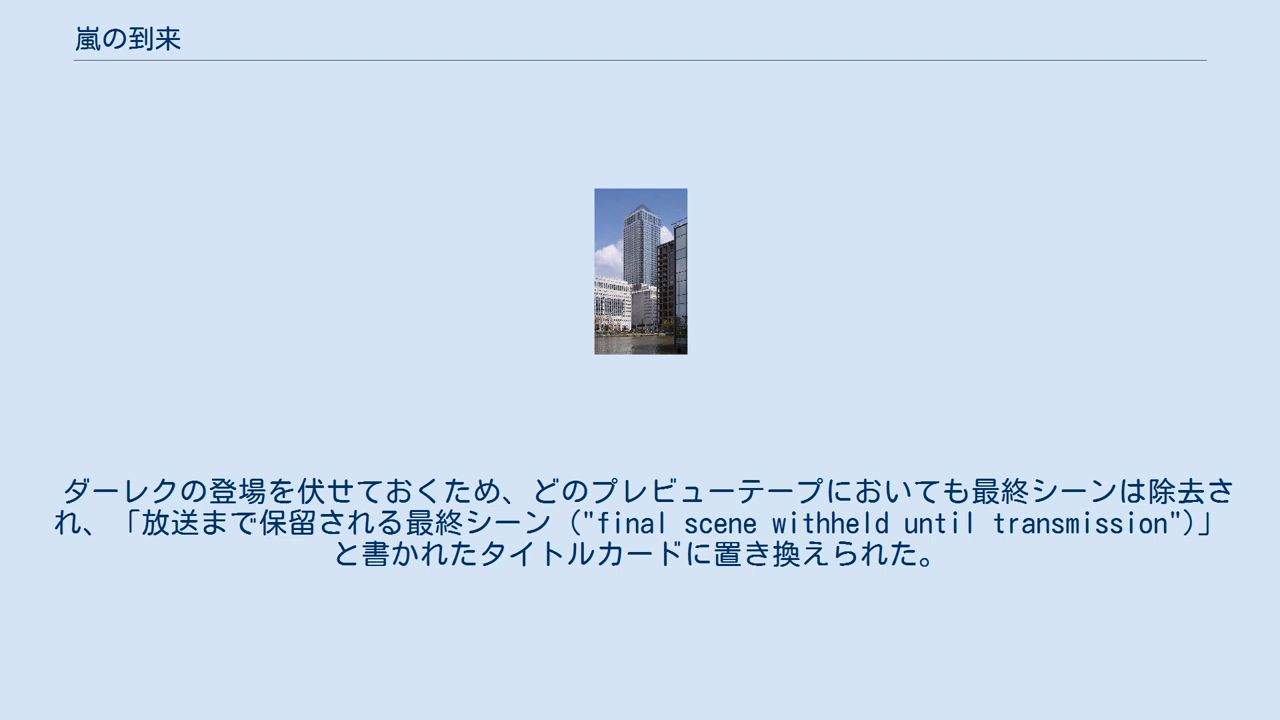 嵐の到来
ダーレクの登場を伏せておくため、どのプレビューテープにおいても最終シーンは除去さ
れ、「放送まで保留される最終シーン（"final scene withheld until transmission"）」
と書かれたタイトルカードに置き換えられた。